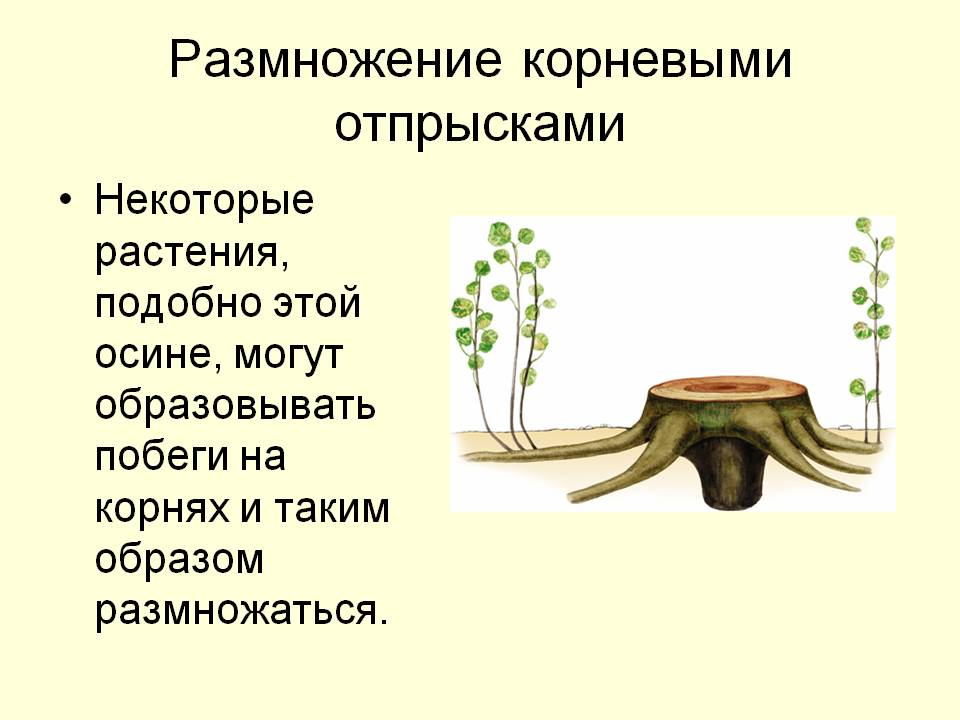 Размножение корневыми
отпрысками
• Некоторые
растения,
подобно этой
осине, могут
образовывать
побеги на
корнях и таким
образом
размножаться.